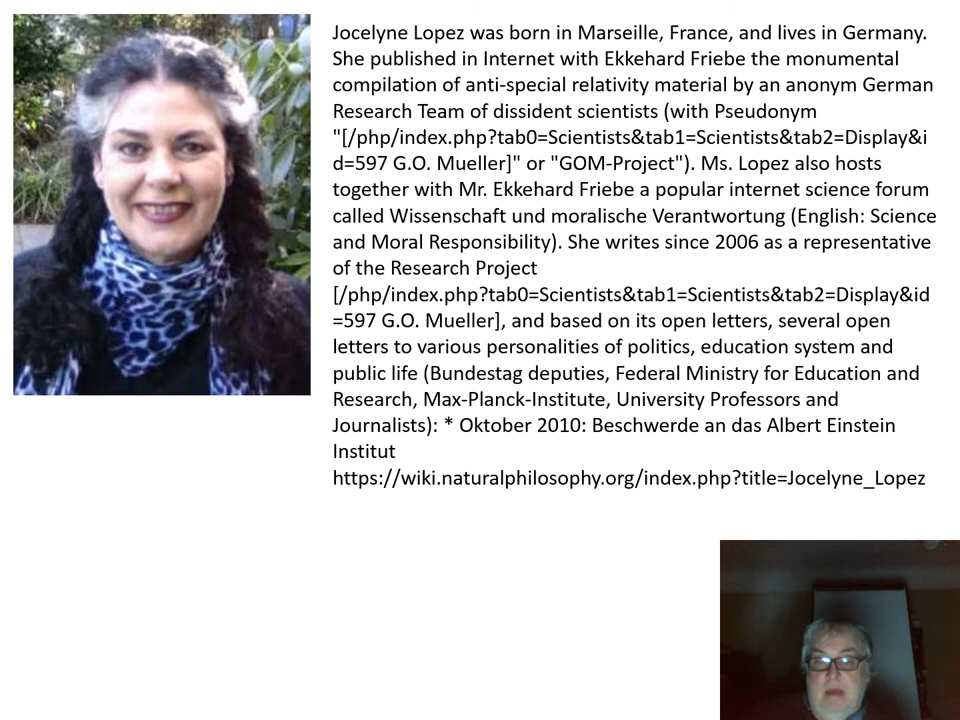 Jocelyne Lopez was born in Marseille, France, and lives in Germany.
She published in Internet with Ekkehard Friebe the monumental
compilation of anti-special relativity material by an anonym German
Research Team of dissident scientists (with Pseudonym
"[/php/index.php?tab0=Scientists&tab1=Scientists&tab2=Display&i
d=597 G.O. Mueller]" or "GOM-Project"). Ms. Lopez also hosts
together with Mr. Ekkehard Friebe a popular internet science forum
called Wissenschaft und moralische Verantwortung (English: Science
and Moral Responsibility). She writes since 2006 as a representative
of the Research Project
[/php/index.php?tab0=Scientists&tab1=Scientists&tab2=Display&id
=597 G.O. Mueller], and based on its open letters, several open
letters to various personalities of politics, education system and
public life (Bundestag deputies, Federal Ministry for Education and
Research, Max-Planck-Institute, University Professors and
Journalists): * Oktober 2010: Beschwerde an das Albert Einstein
Institut
https://wiki.naturalphilosophy.org/index.php?title=Jocelyne_Lopez